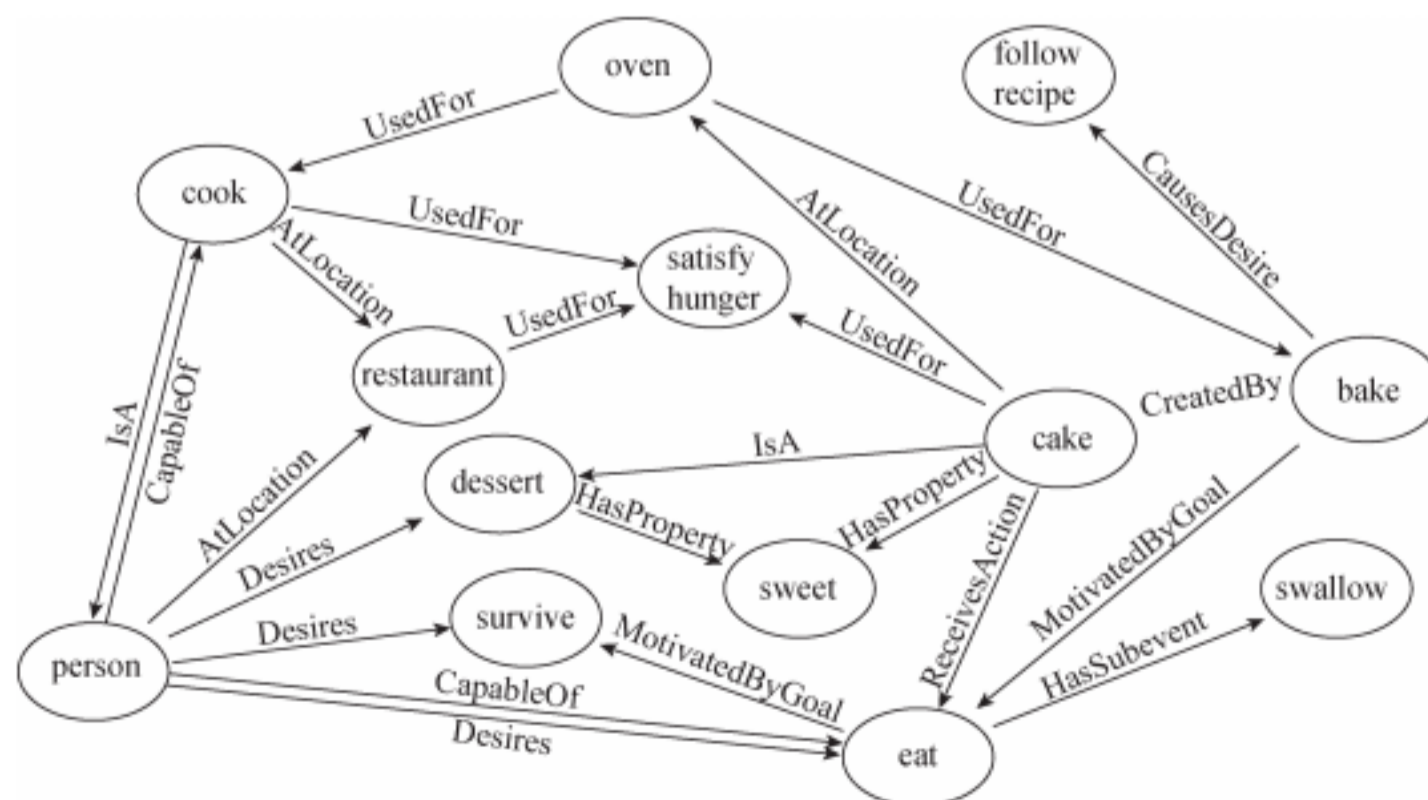 oven
follow
recipe
UsedFor
CausesDesire
cook
UsedFor
AtLocation
UsedFor
AtLocation
satisfy
hunger
UsedFor
UsedFor
restaurant
bake
CreatedBy
IsA
CapableOf
cake
IsA
dessert
HasProperty
HasProperty
AtLocation
Desires
ReceivesAction
MotivatedByGoal
sweet
swallow
survive
Desires
MotivatedByGoal
HasSubevent
person
CapableOf
Desires
eat